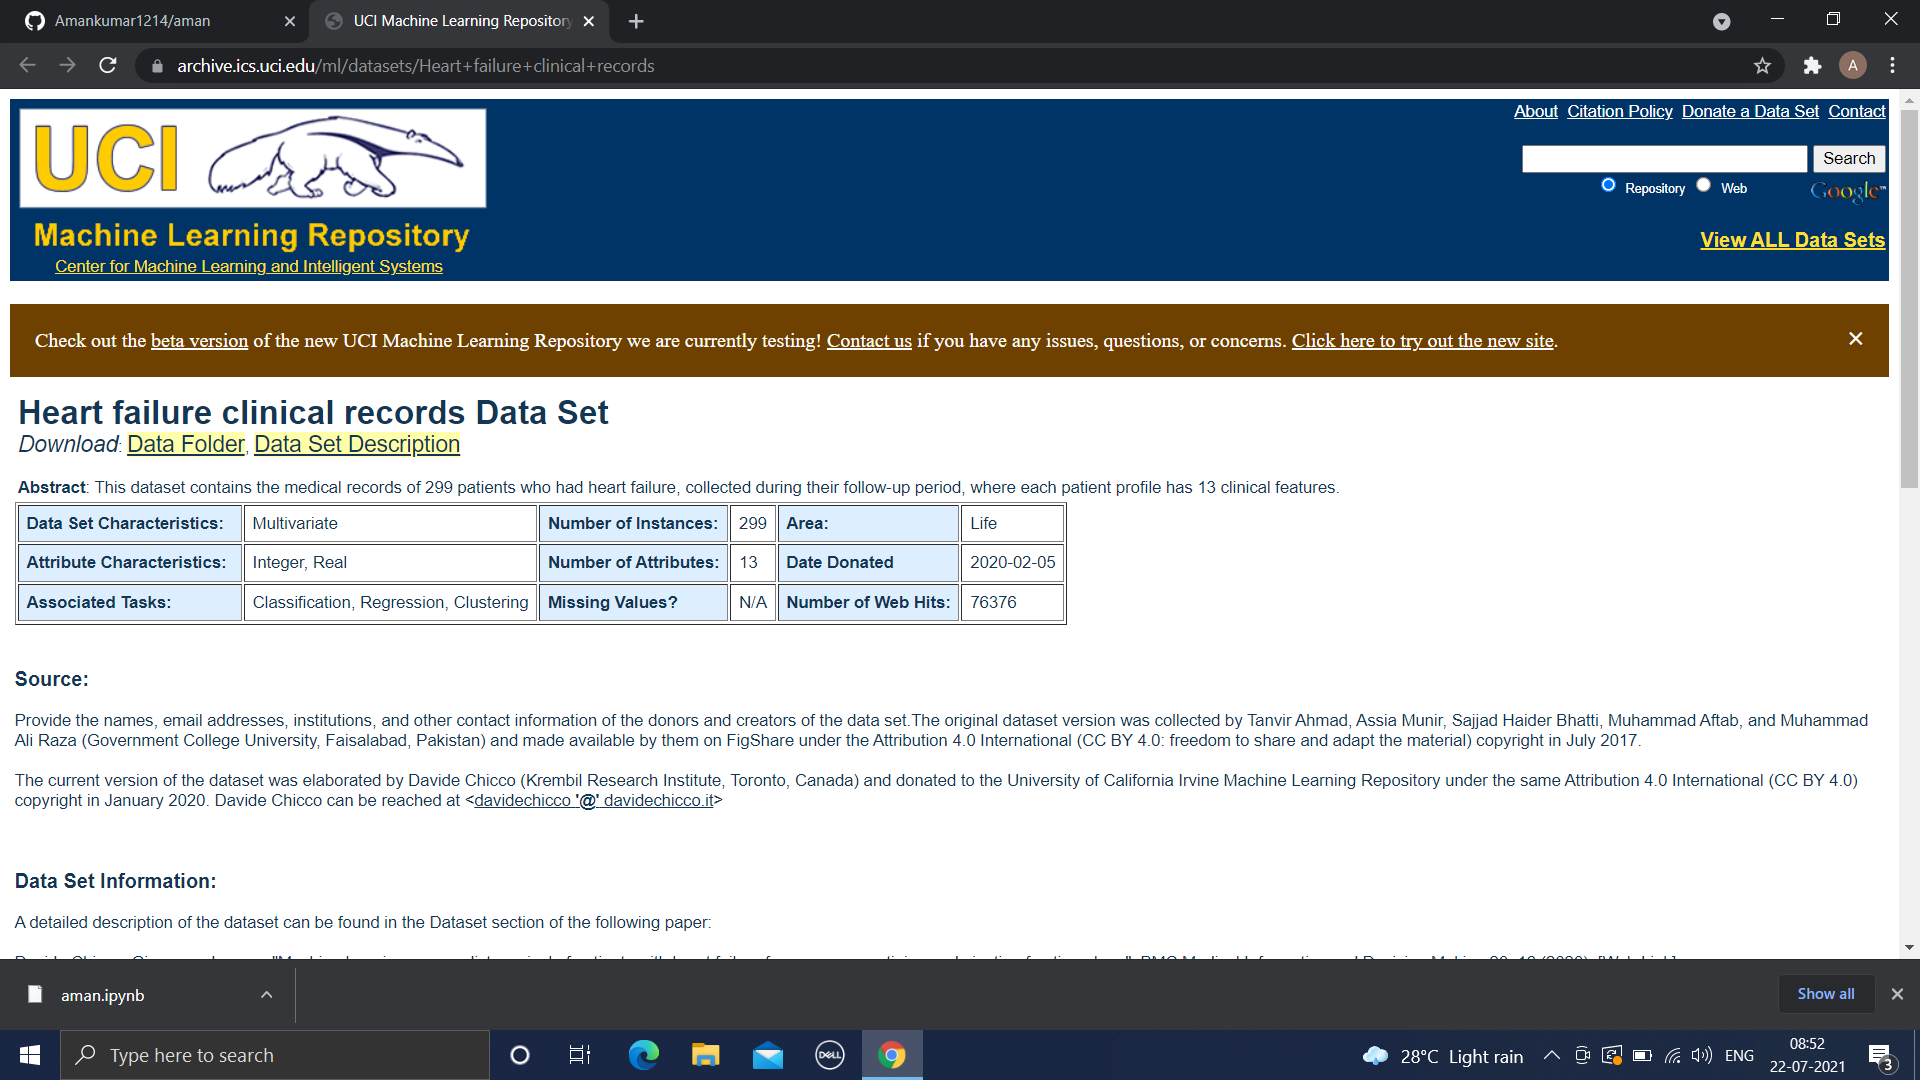 Amankumar1214/aman
UCI Machine Learning Repository
archive.ics.uci.edu/ml/datasets/Heart+failure+clinical+records
A
About Citation Policy Donate a Data Set Contact
UCI
Search
Repository Web Google™
Machine Learning Repository
View ALL Data Sets
Center for Machine Learning and Intelligent Systems
Check out the beta version of the new UCI Machine Learning Repository we are currently testing! Contact us if you have any issues, questions, or concerns. Click here to try out the new site.
Heart failure clinical records Data Set
Download: Data Folder, Data Set Description
Abstract: This dataset contains the medical records of 299 patients who had heart failure, collected during their follow-up period, where each patient profile has 13 clinical features.
Data Set Characteristics: Multivariate Number of Instances: 299 Area: Life
Attribute Characteristics: Integer, Real Number of Attributes: 13 Date Donated 2020-02-05
Associated Tasks: Classification, Regression, Clustering Missing Values? N/A Number of Web Hits: 76376
Source:
Provide the names, email addresses, institutions, and other contact information of the donors and creators of the data set.The original dataset version was collected by Tanvir Ahmad, Assia Munir, Sajjad Haider Bhatti, Muhammad Aftab, and Muhammad
Ali Raza (Government College University, Faisalabad, Pakistan) and made available by them on FigShare under the Attribution 4.0 International (CC BY 4.0: freedom to share and adapt the material) copyright in July 2017.
The current version of the dataset was elaborated by Davide Chicco (Krembil Research Institute, Toronto, Canada) and donated to the University of California Irvine Machine Learning Repository under the same Attribution 4.0 International (CC BY 4.0)
copyright in January 2020. Davide Chicco can be reached at <davidechicco '@' davidechicco.it>
Data Set Information:
A detailed description of the dataset can be found in the Dataset section of the following paper:
aman.ipynb
Show all
Type here to search
DELL
28°C Light rain
ENG
08:52
22-07-2021
3